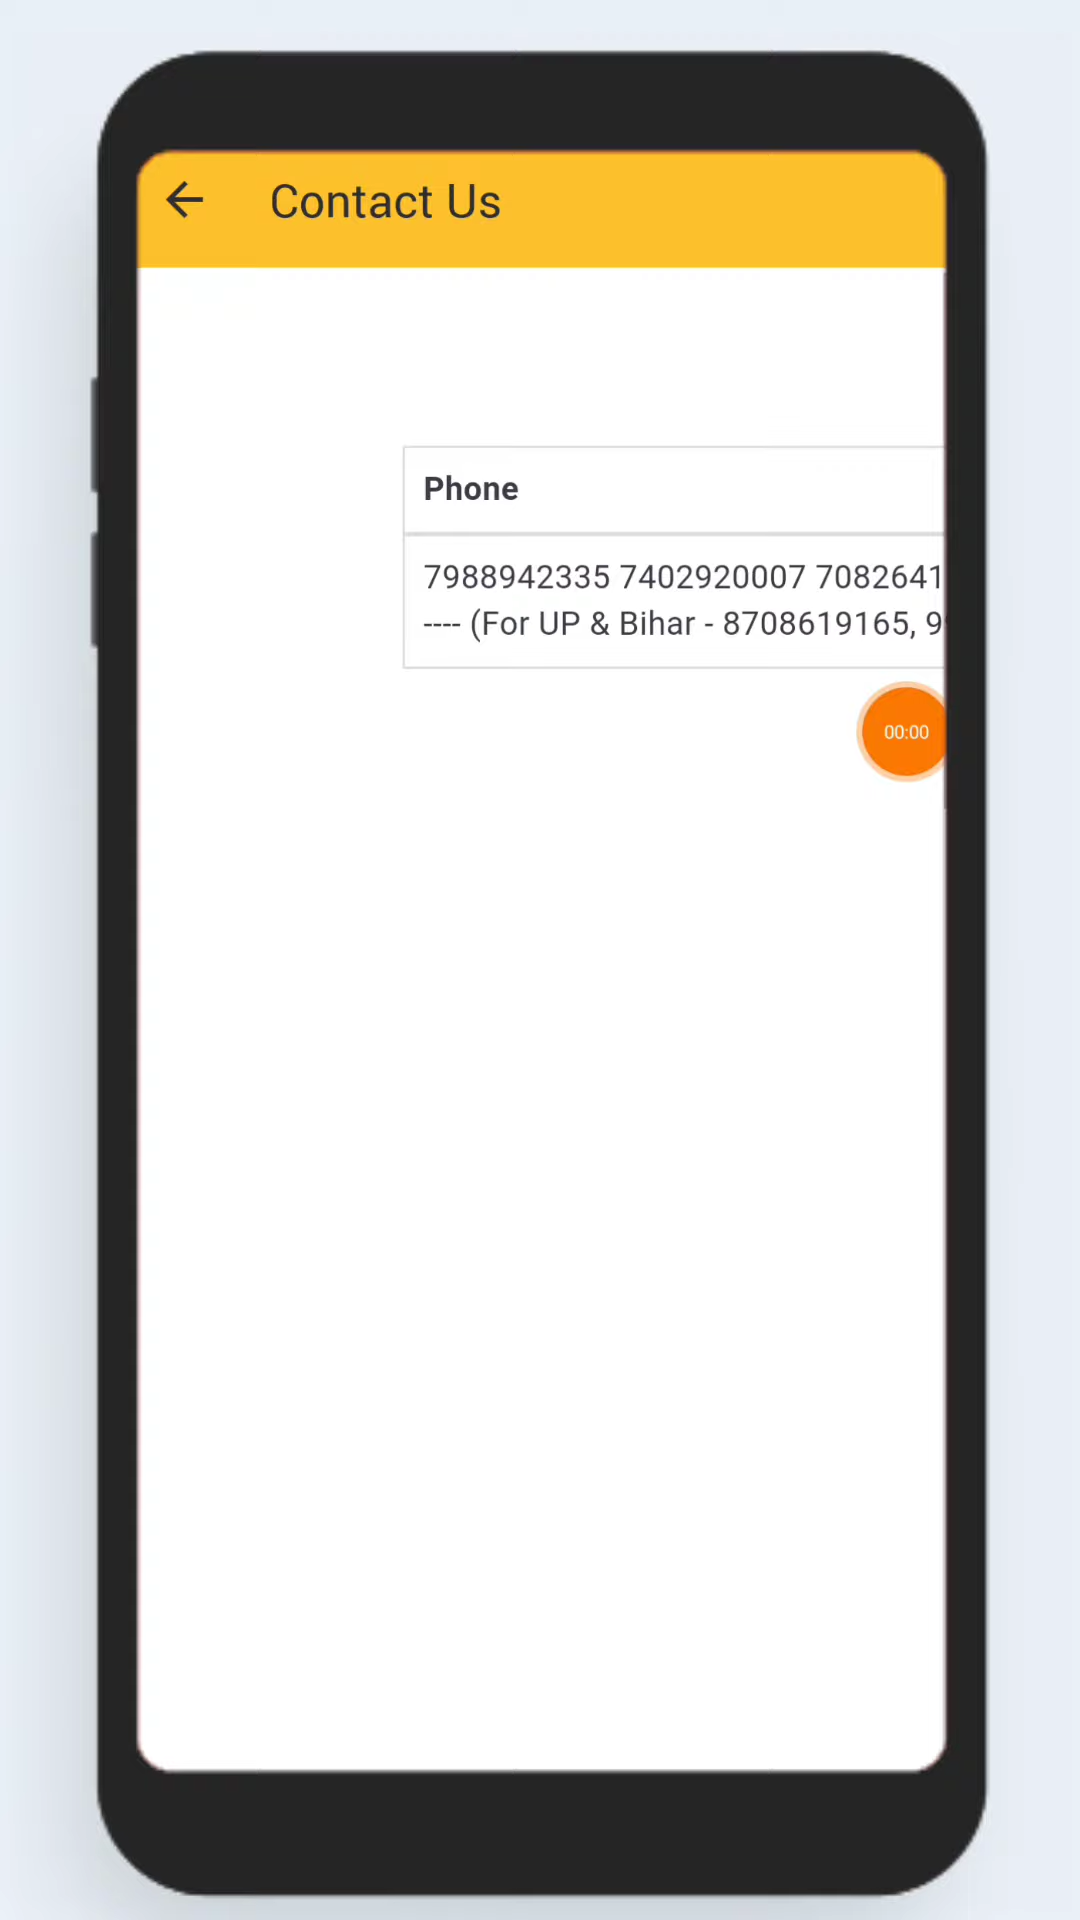 Contact Us
Phone
7988942335 7402920007 7082641
---- (For UP & Bihar - 8708619165, 9
00:00